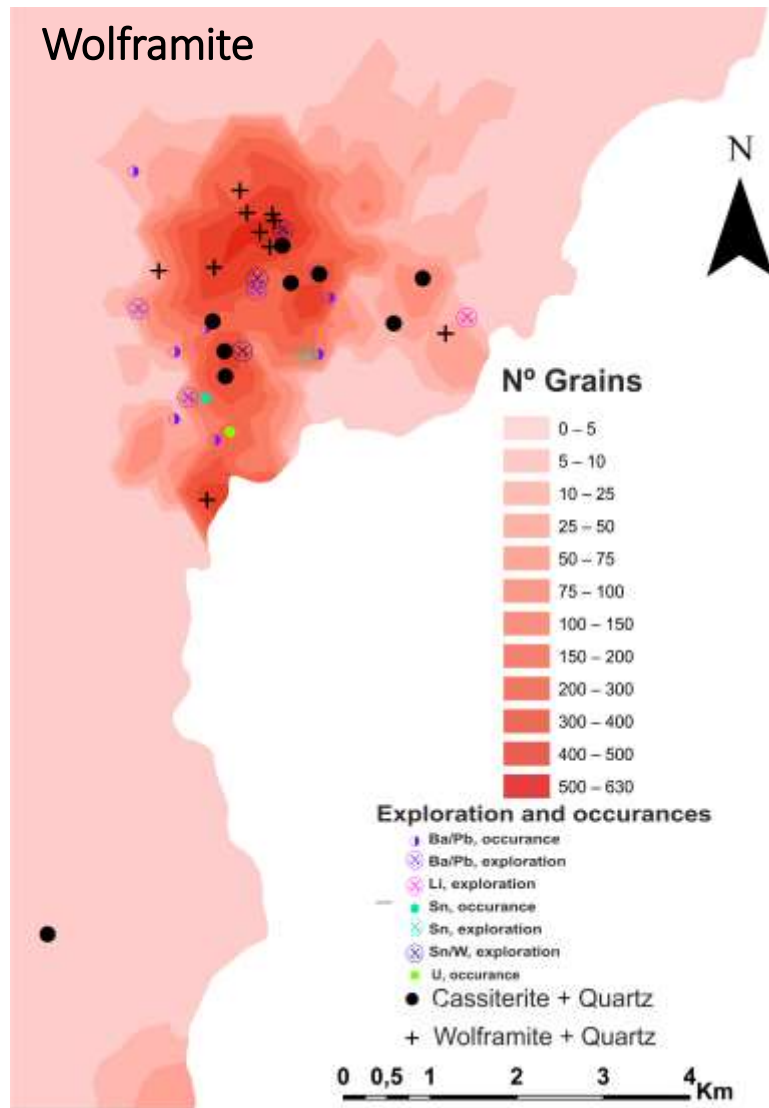 Wolframite
N
Nº Grains
0 – 5
5 – 10
10 – 25
25 – 50
50 – 75
75 – 100
100 – 150
150 – 200
200 – 300
300 – 400
400 – 500
500 – 630
Exploration and occurances
Ba/Pb, occurance
Ba/Pb, exploration
Li, exploration
Sn, occurance
Sn, exploration
Sn/W, exploration
U, occurance
Cassiterite + Quartz
Wolframite + Quartz
0 0,5 1 2 3 4 Km